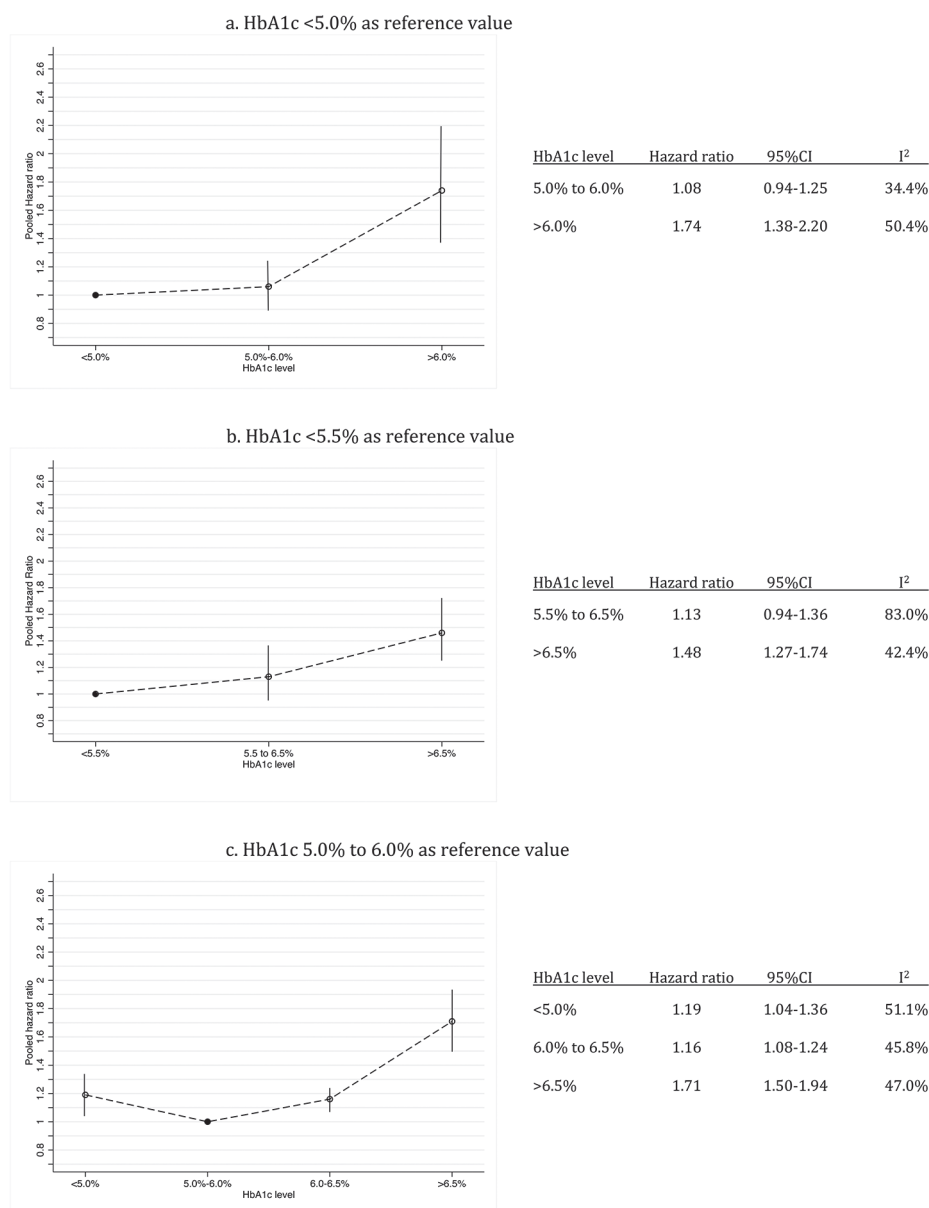 a. HbA1c <5.0% as reference value
Pooled Hazard ratio
2.6
2.4
2.2
2
1.8
1.6
1.4
1.2
1
0.8
<5.0% 5.0%-6.0% >6.0%
HbA1c level
HbA1c level Hazard ratio 95%CI I²
5.0% to 6.0% 1.08 0.94-1.25 34.4%
>6.0% 1.74 1.38-2.20 50.4%
b. HbA1c <5.5% as reference value
Pooled Hazard Ratio
2.6
2.4
2.2
2
1.8
1.6
1.4
1.2
1
0.8
<5.5% 5.5 to 6.5% >6.5%
HbA1c level
HbA1c level Hazard ratio 95%CI I²
5.5% to 6.5% 1.13 0.94-1.36 83.0%
>6.5% 1.48 1.27-1.74 42.4%
c. HbA1c 5.0% to 6.0% as reference value
Pooled hazard ratio
2.6
2.4
2.2
2
1.8
1.6
1.4
1.2
1
0.8
<5.0% 5.0%-6.0% 6.0-6.5% >6.5%
HbA1c level
HbA1c level Hazard ratio 95%CI I²
<5.0% 1.19 1.04-1.36 51.1%
6.0% to 6.5% 1.16 1.08-1.24 45.8%
>6.5% 1.71 1.50-1.94 47.0%